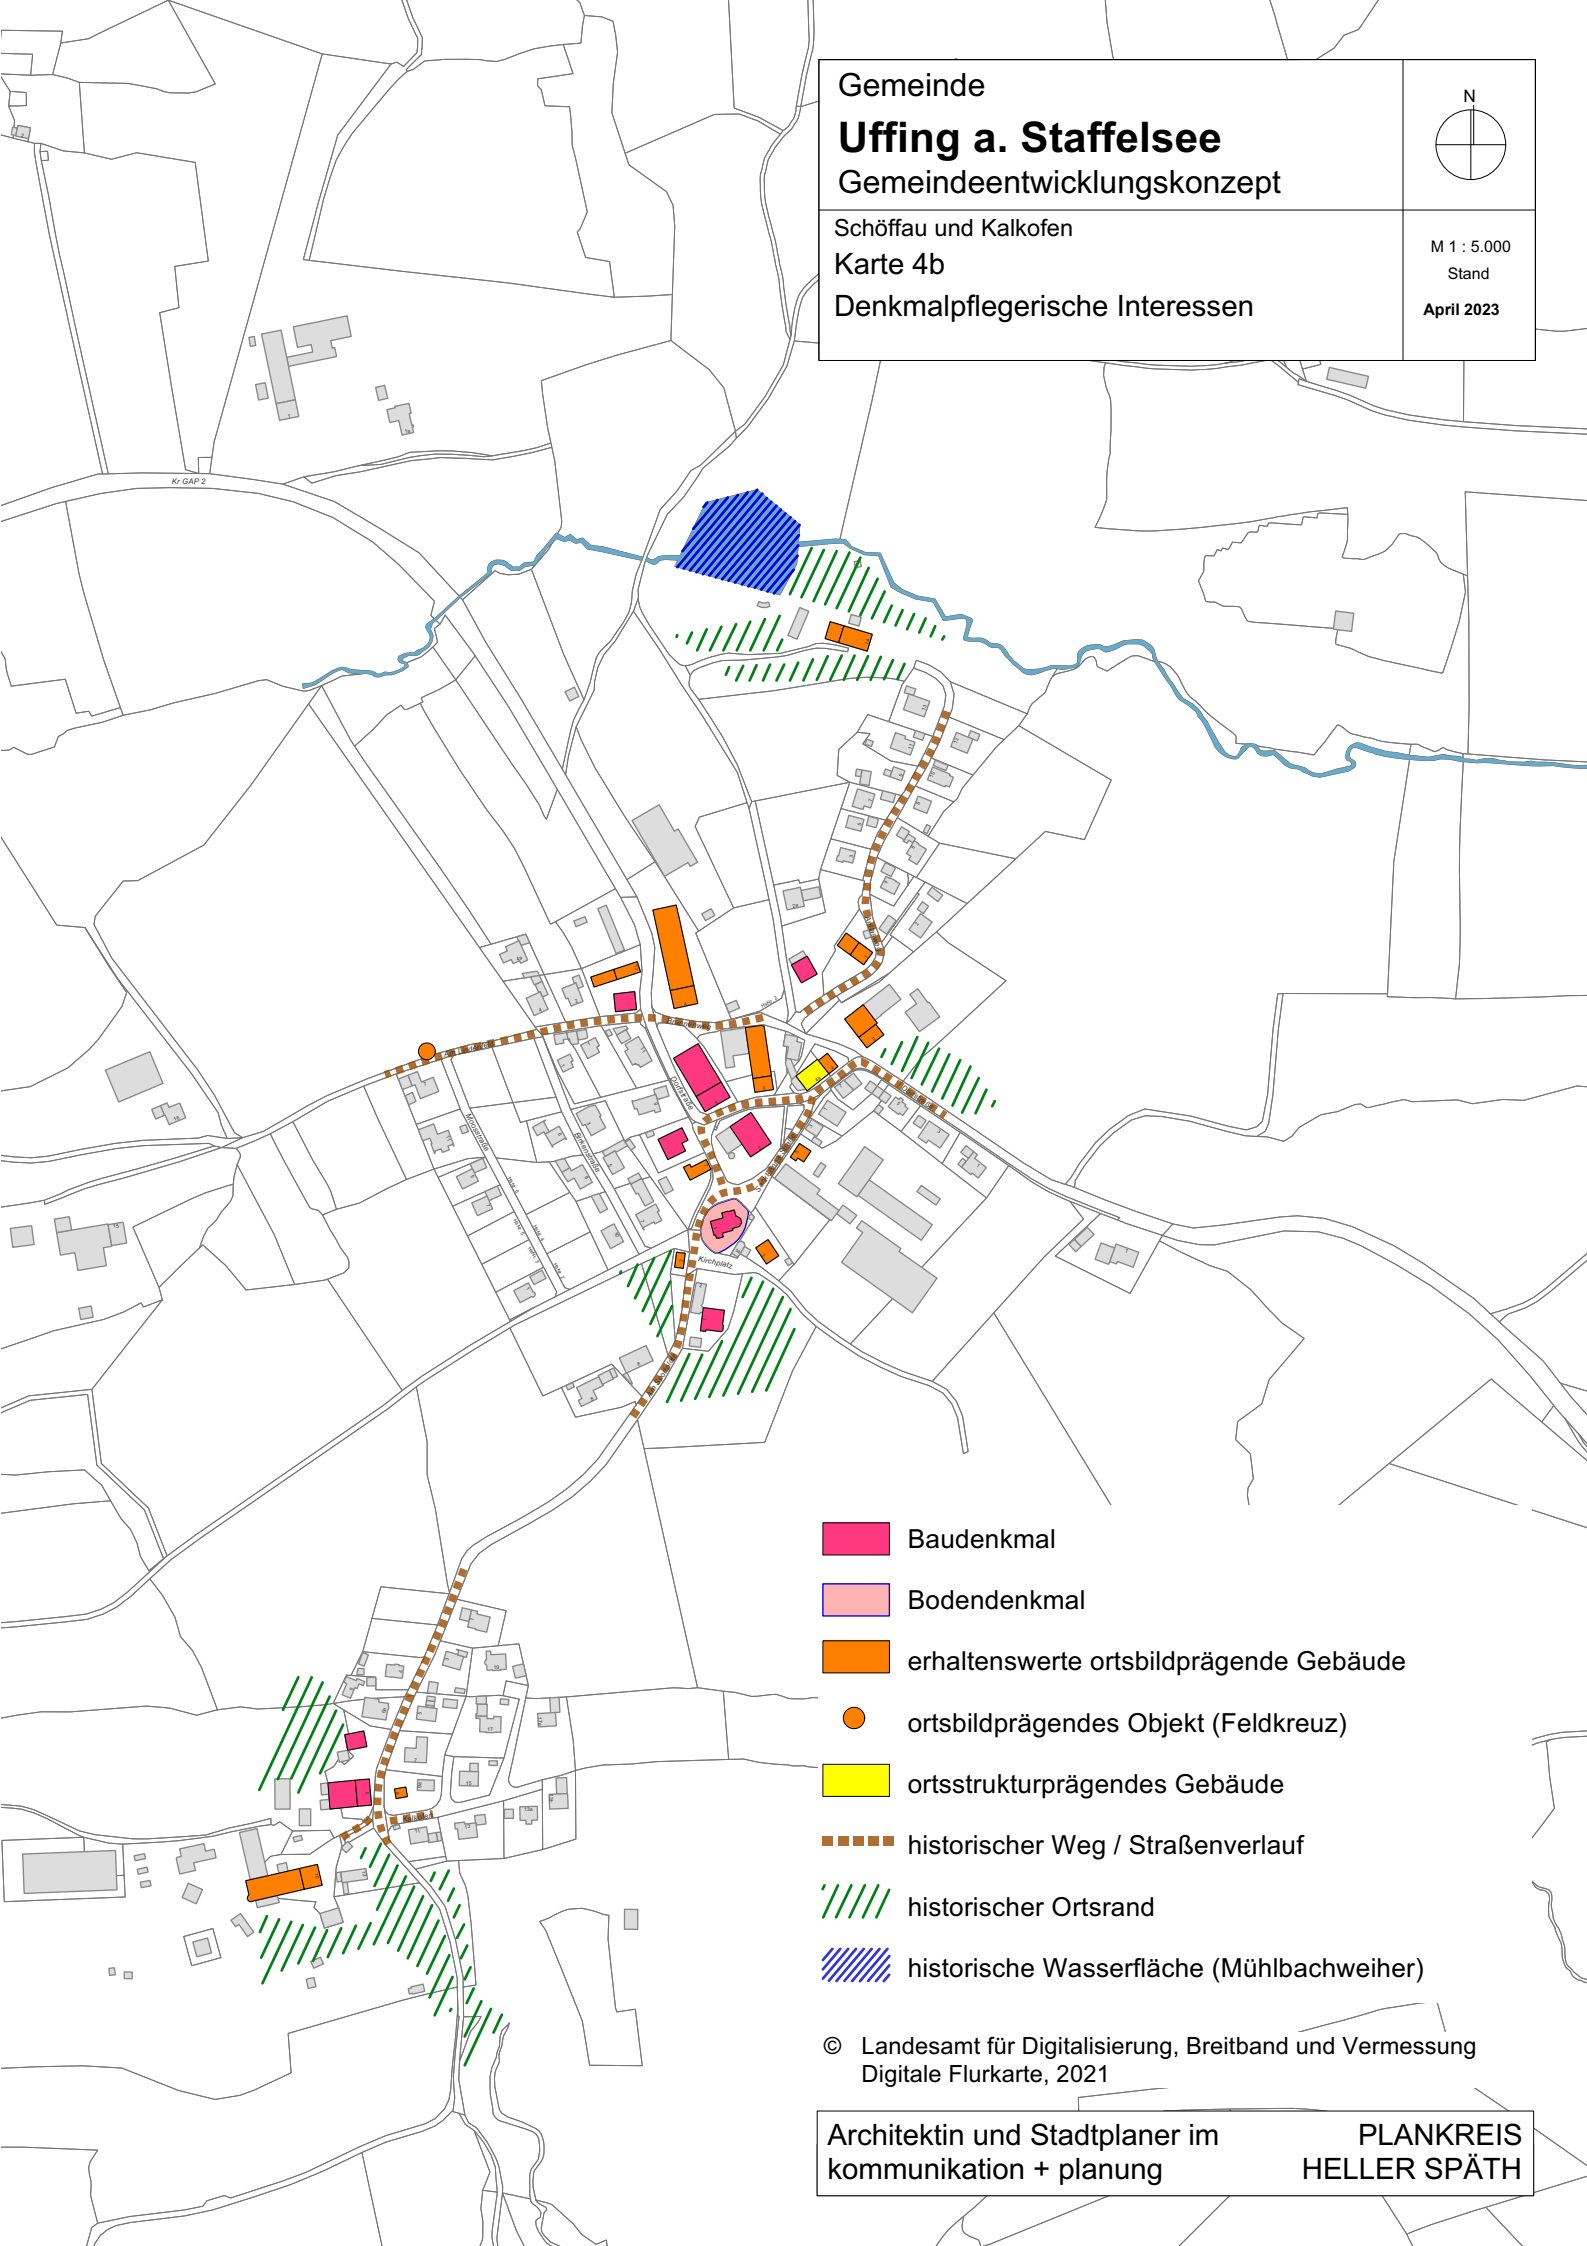 Gemeinde
Uffing a. Staffelsee
Gemeindeentwicklungskonzept
N
Schöffau und Kalkofen
Karte 4b
Denkmalpflegerische Interessen
M 1 : 5.000
Stand
April 2023
Kr GAP 2
Dorfstraße
Moosstraße
Birkenstraße
Kirchplatz
Baudenkmal
Bodendenkmal
erhaltenswerte ortsbildprägende Gebäude
ortsbildprägendes Objekt (Feldkreuz)
ortsstrukturprägendes Gebäude
historischer Weg / Straßenverlauf
historischer Ortsrand
historische Wasserfläche (Mühlbachweiher)
© Landesamt für Digitalisierung, Breitband und Vermessung
Digitale Flurkarte, 2021
Architektin und Stadtplaner im
kommunikation + planung
PLANKREIS
HELLER SPÄTH